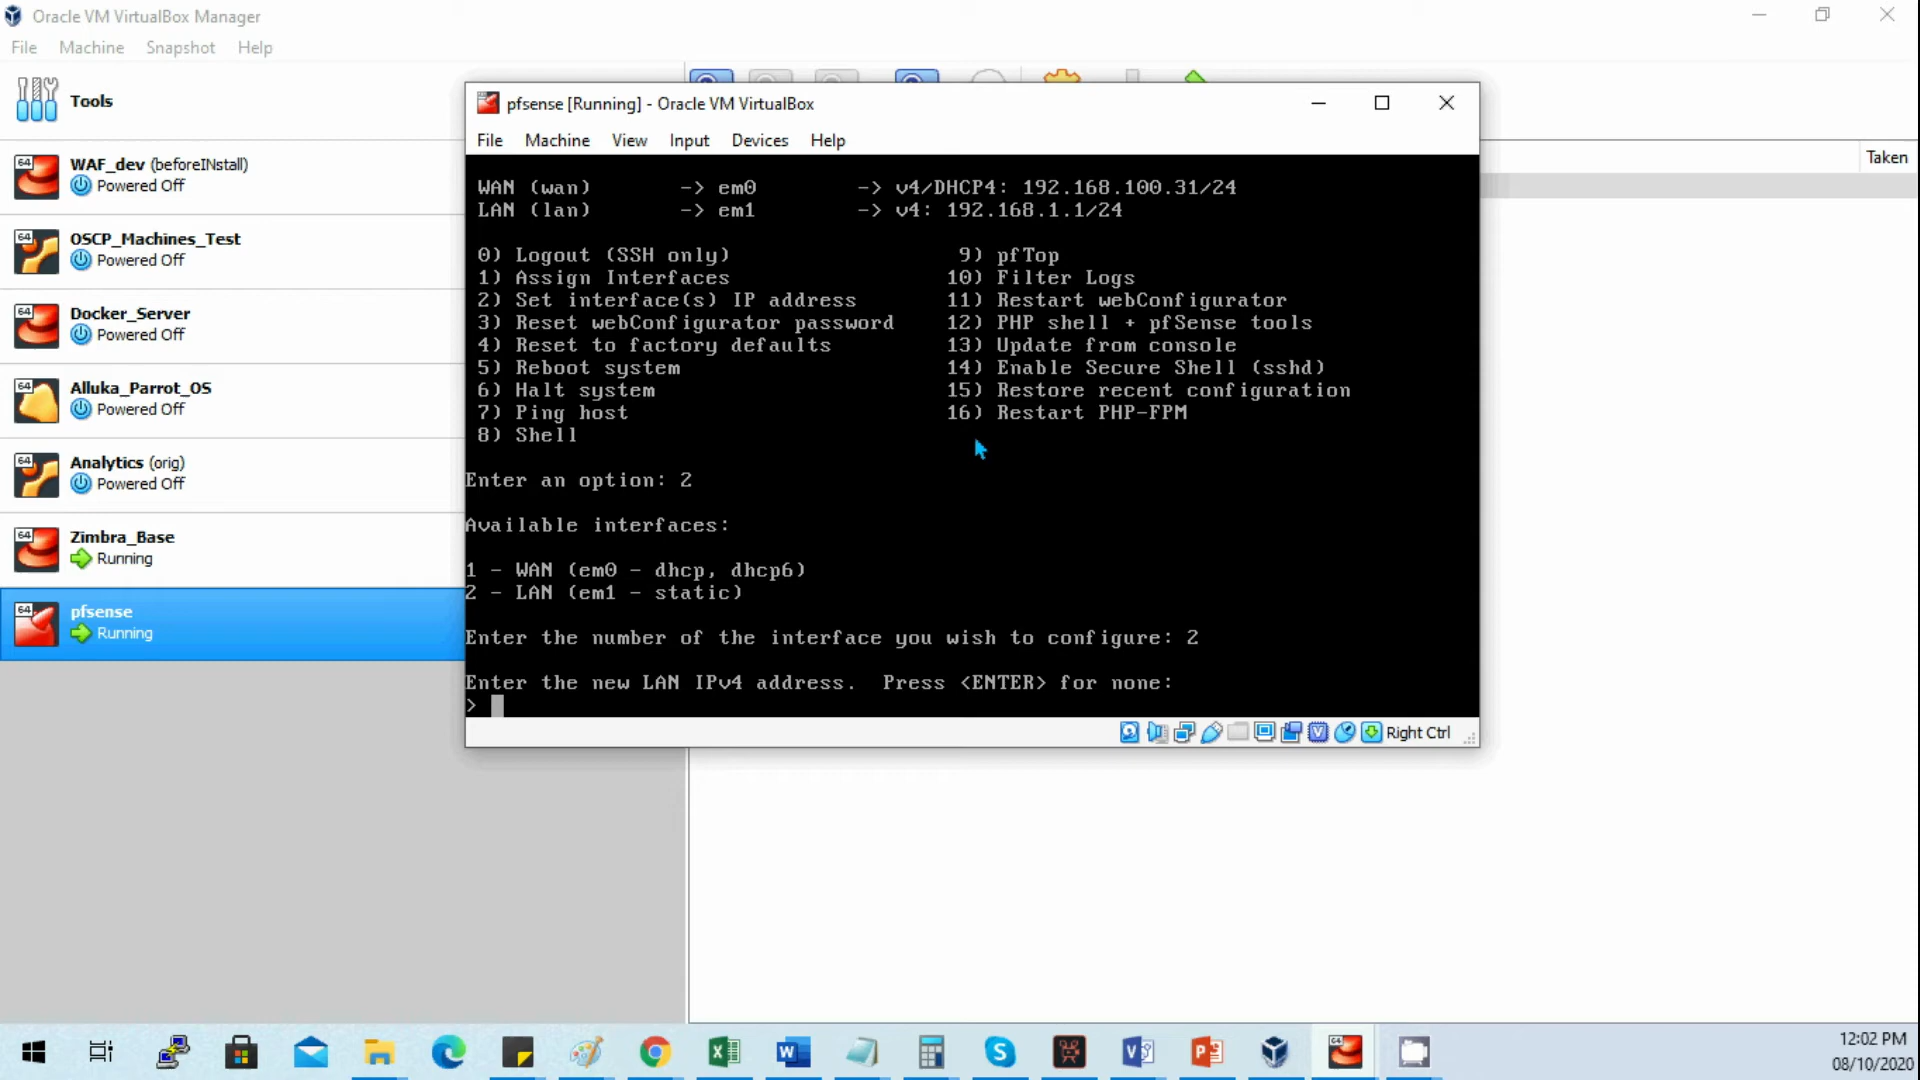 Oracle VM VirtualBox Manager
File Machine Snapshot Help
Tools
Taken
64 WAF_dev (beforeINstall)
Powered Off
64 OSCP_Machines_Test
Powered Off
64 Docker_Server
Powered Off
64 Alluka_Parrot_OS
Powered Off
64 Analytics (orig)
Powered Off
64 Zimbra_Base
Running
64 pfsense
Running
pfsense [Running] - Oracle VM VirtualBox
File Machine View Input Devices Help
WAN (wan) -> em0 -> v4/DHCP4: 192.168.100.31/24
LAN (lan) -> em1 -> v4: 192.168.1.1/24
0) Logout (SSH only) 9) pfTop
1) Assign Interfaces 10) Filter Logs
2) Set interface(s) IP address 11) Restart webConfigurator
3) Reset webConfigurator password 12) PHP shell + pfSense tools
4) Reset to factory defaults 13) Update from console
5) Reboot system 14) Enable Secure Shell (sshd)
6) Halt system 15) Restore recent configuration
7) Ping host 16) Restart PHP-FPM
8) Shell
Enter an option: 2
Available interfaces:
1 - WAN (em0 - dhcp, dhcp6)
2 - LAN (em1 - static)
Enter the number of the interface you wish to configure: 2
Enter the new LAN IPv4 address. Press <ENTER> for none:
>
Right Ctrl
12:02 PM
08/10/2020